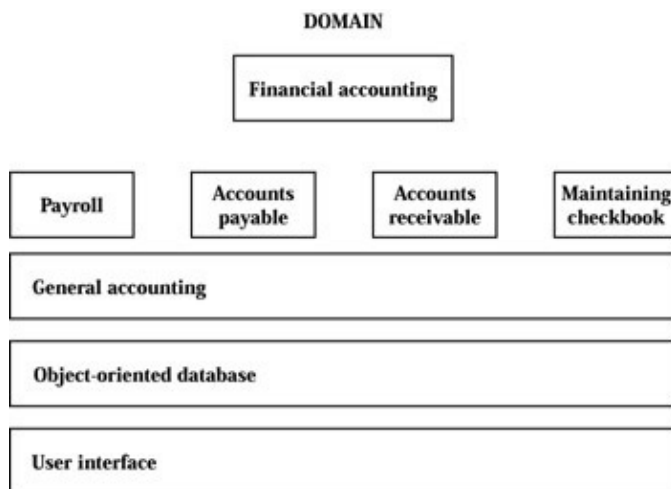 DOMAIN
Financial accounting
Payroll
Accounts
payable
Accounts
receivable
Maintaining
checkbook
General accounting
Object-oriented database
User interface